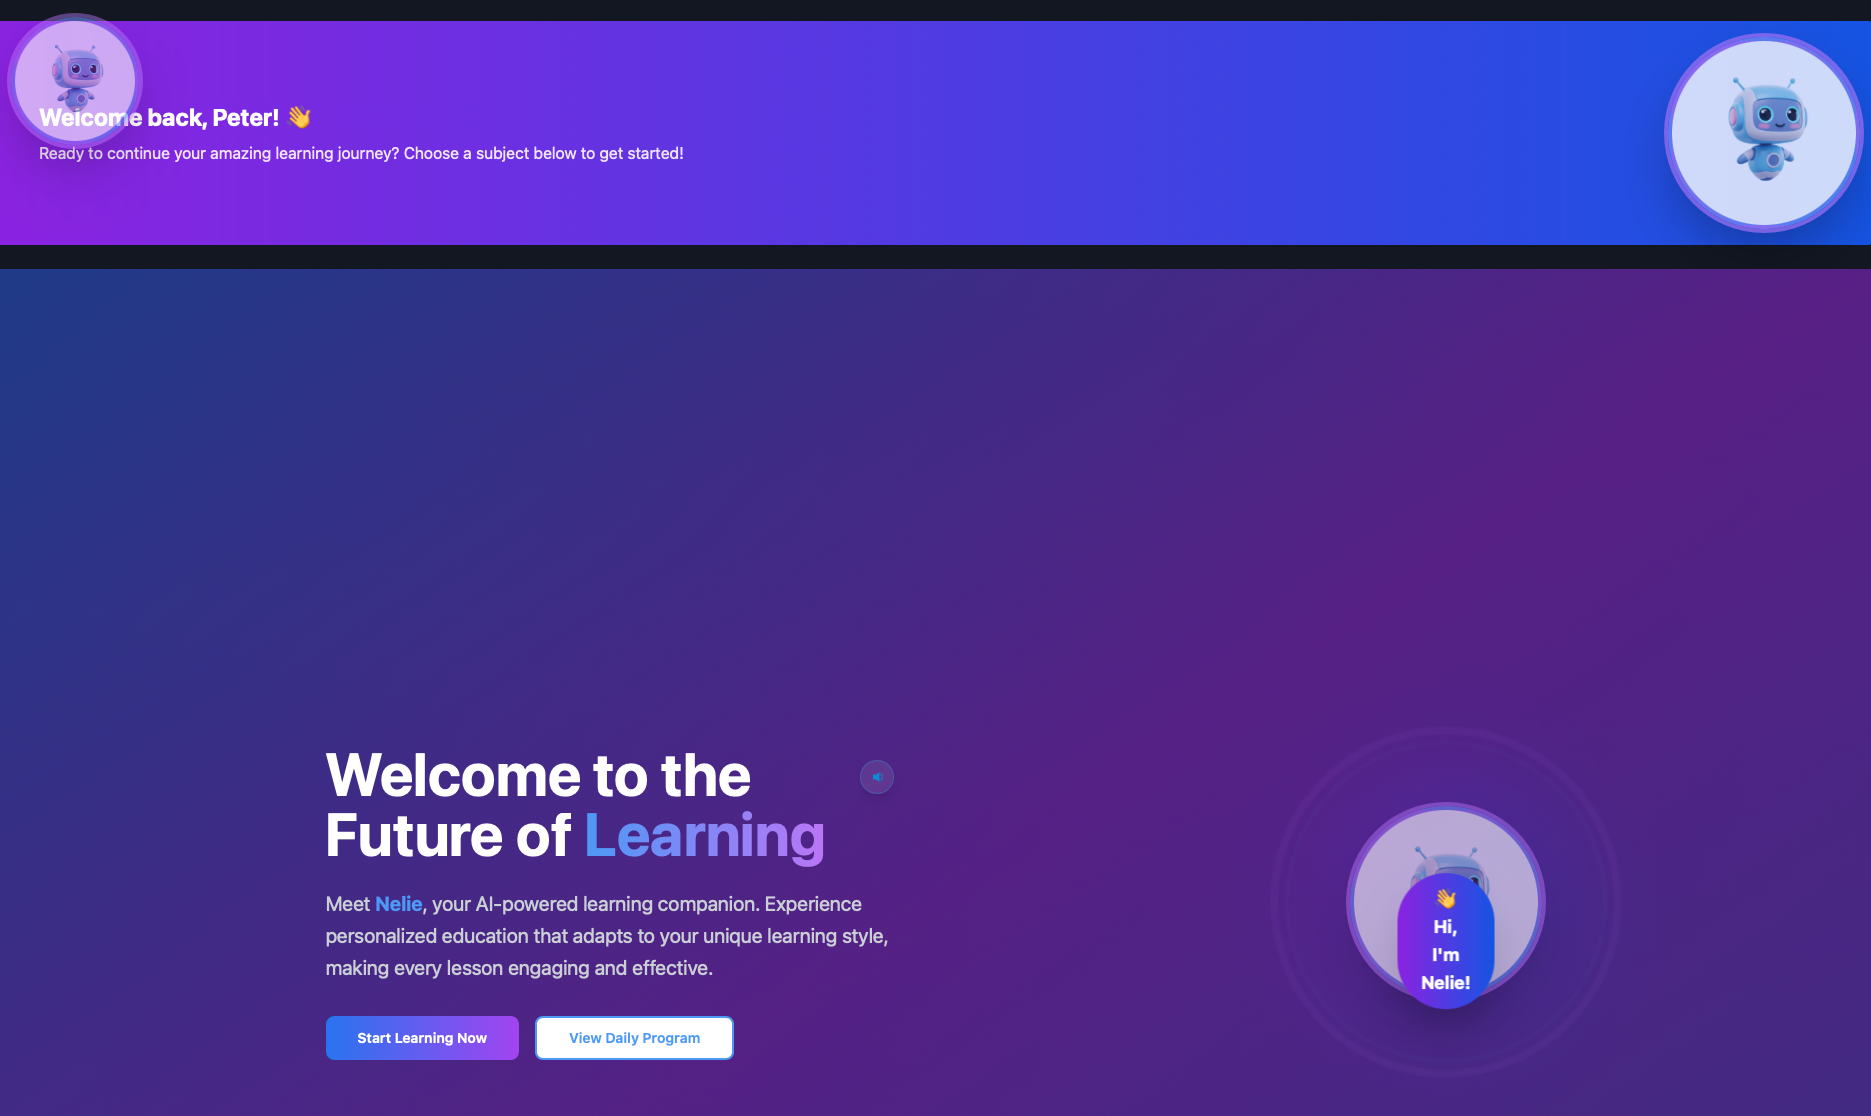 Welcome back, Peter! 👋
Ready to continue your amazing learning journey? Choose a subject below to get started!
Welcome to the
Future of Learning
Meet Nelie, your AI-powered learning companion. Experience
personalized education that adapts to your unique learning style,
making every lesson engaging and effective.
Start Learning Now
View Daily Program
👋
Hi,
I'm
Nelie!